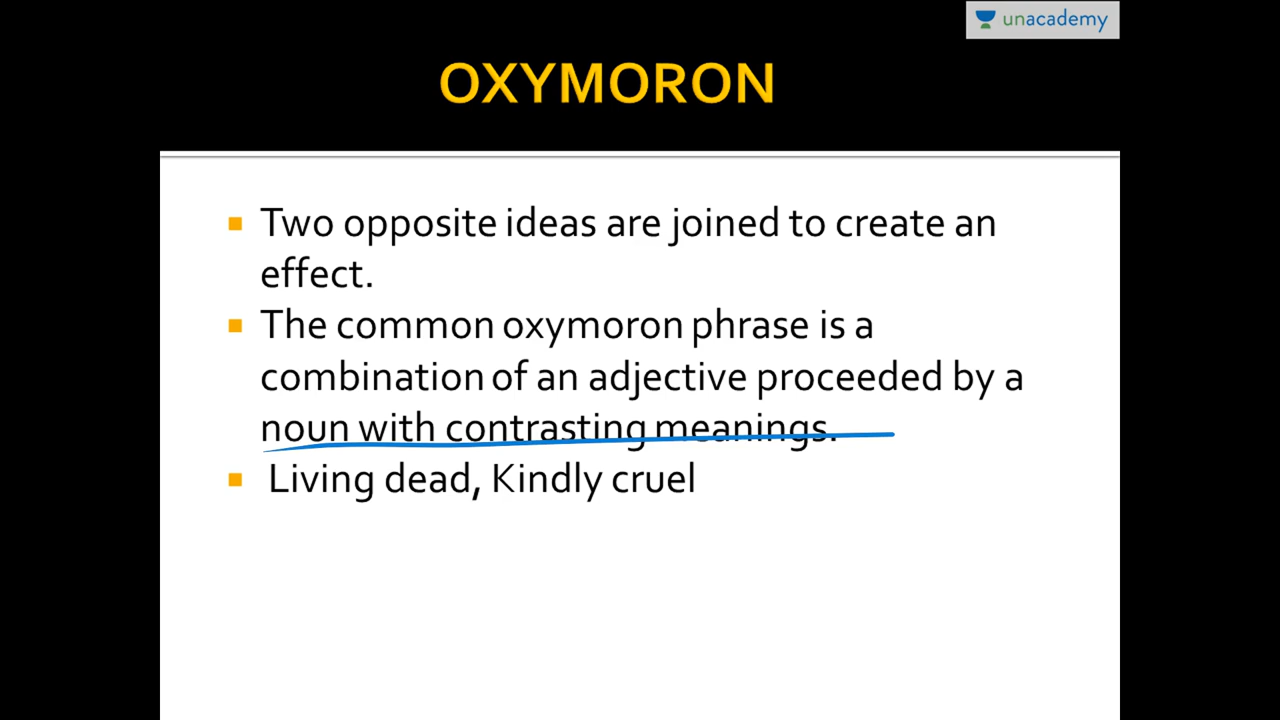 unacademy
OXYMORON
Two opposite ideas are joined to create an
effect.
The common oxymoron phrase is a
combination of an adjective proceeded by a
noun with contrasting meanings.
Living dead, Kindly cruel